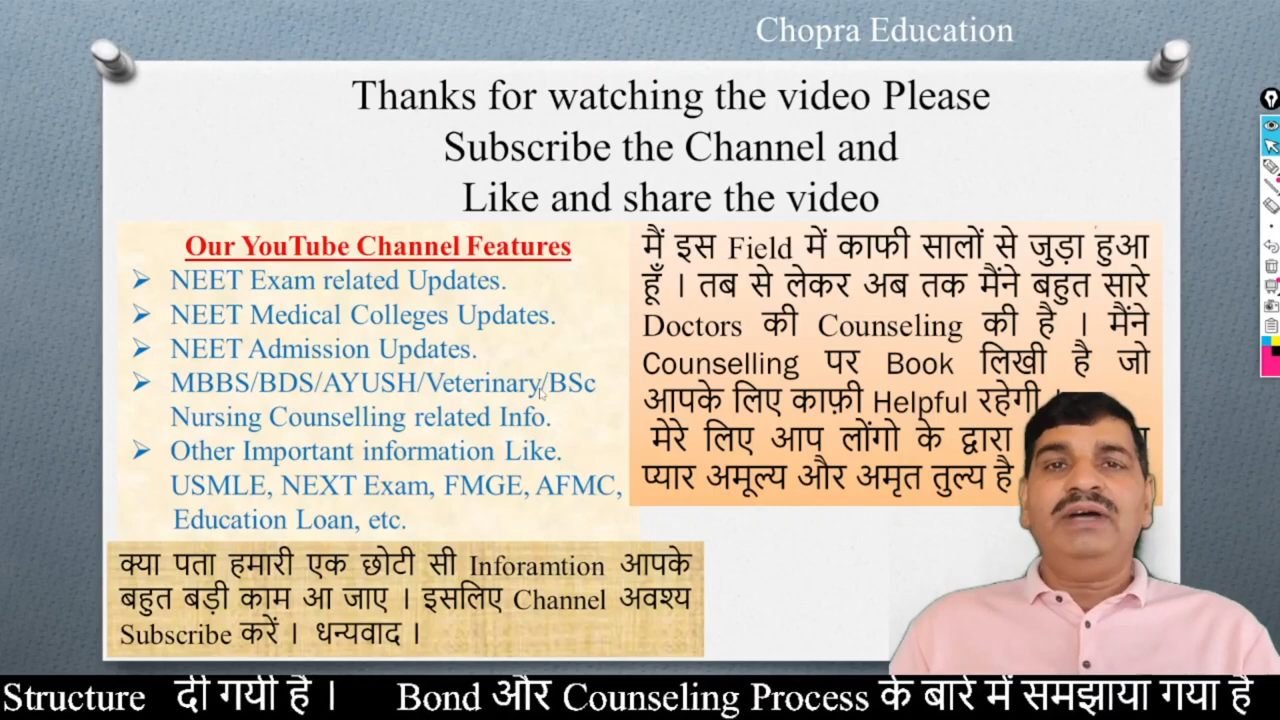 Chopra Education
Thanks for watching the video Please
Subscribe the Channel and
Like and share the video
Our YouTube Channel Features
NEET Exam related Updates.
NEET Medical Colleges Updates.
NEET Admission Updates.
MBBS/BDS/AYUSH/Veterinary/BSc
Nursing Counselling related Info.
Other Important information Like.
USMLE, NEXT Exam, FMGE, AFMC,
Education Loan, etc.
मैं इस Field में काफी सालों से जुड़ा हुआ
हूँ । तब से लेकर अब तक मैंने बहुत सारे
Doctors की Counseling की है । मैंने
Counselling पर Book लिखी है जो
आपके लिए काफ़ी Helpful रहेगी ।
मेरे लिए आप लोंगो के द्वारा
प्यार अमूल्य और अमृत तुल्य है
क्या पता हमारी एक छोटी सी Inforamtion आपके
बहुत बड़ी काम आ जाए । इसलिए Channel अवश्य
Subscribe करें । धन्यवाद ।
Structure दी गयी है । Bond और Counseling Process के बारे में समझाया गया है